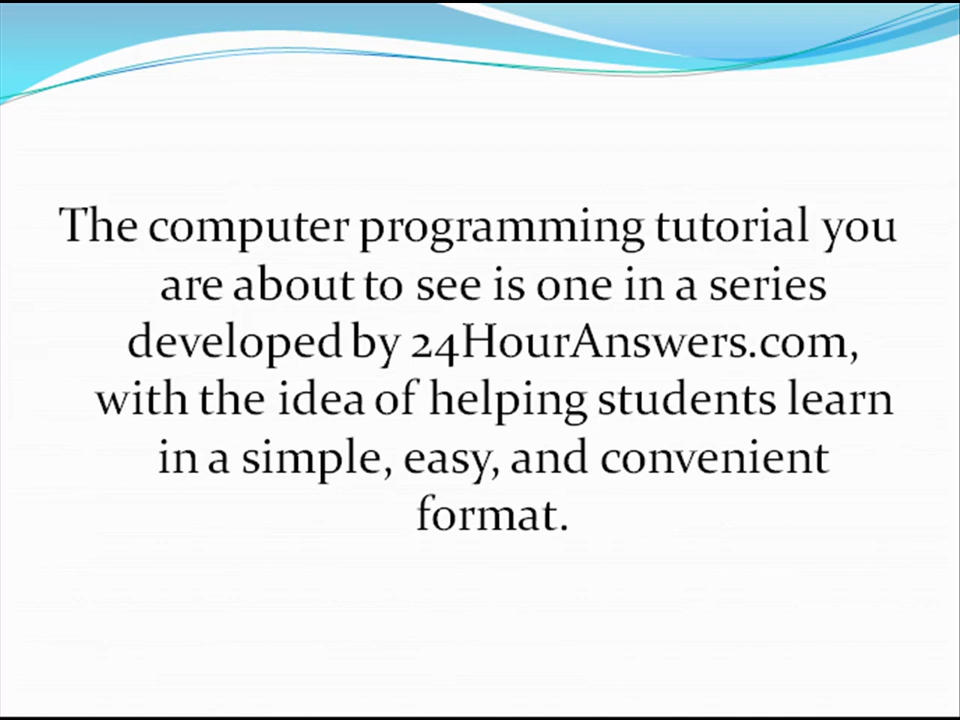 The computer programming tutorial you
are about to see is one in a series
developed by 24HourAnswers.com,
with the idea of helping students learn
in a simple, easy, and convenient
format.